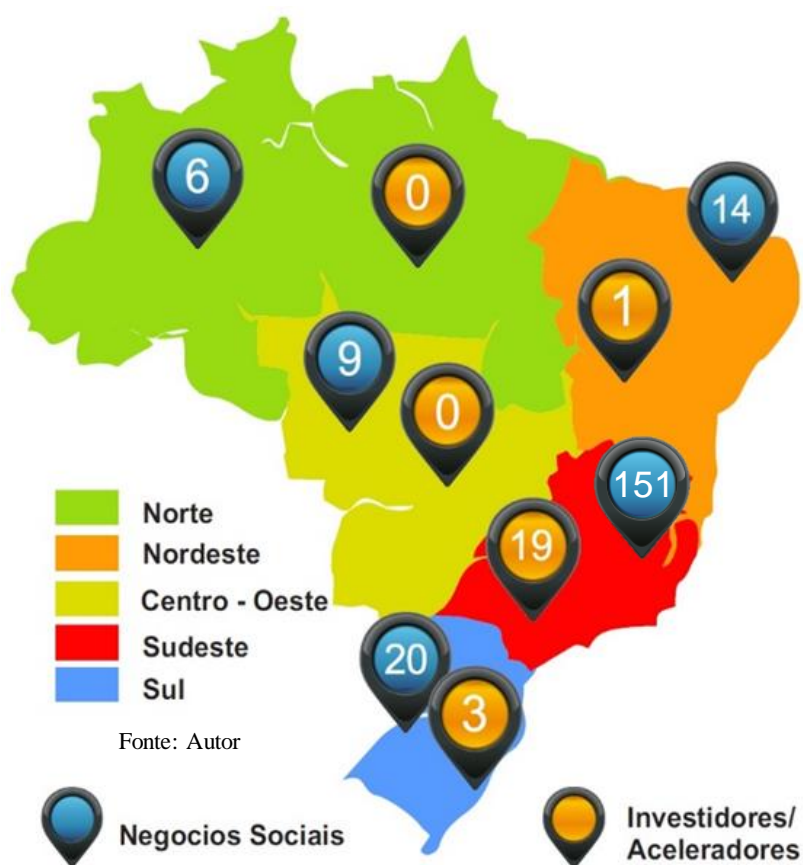 6
0
14
1
9
0
151
19
20
3
Norte
Nordeste
Centro - Oeste
Sudeste
Sul
Fonte: Autor
Negocios Sociais
Investidores/
Aceleradores